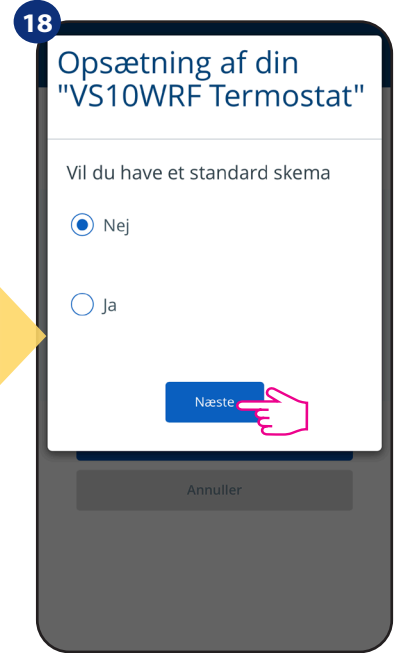 18
Opsætning af din
"VS10WRF Termostat"
Vil du have et standard skema
Nej
Ja
Næste
Annuller